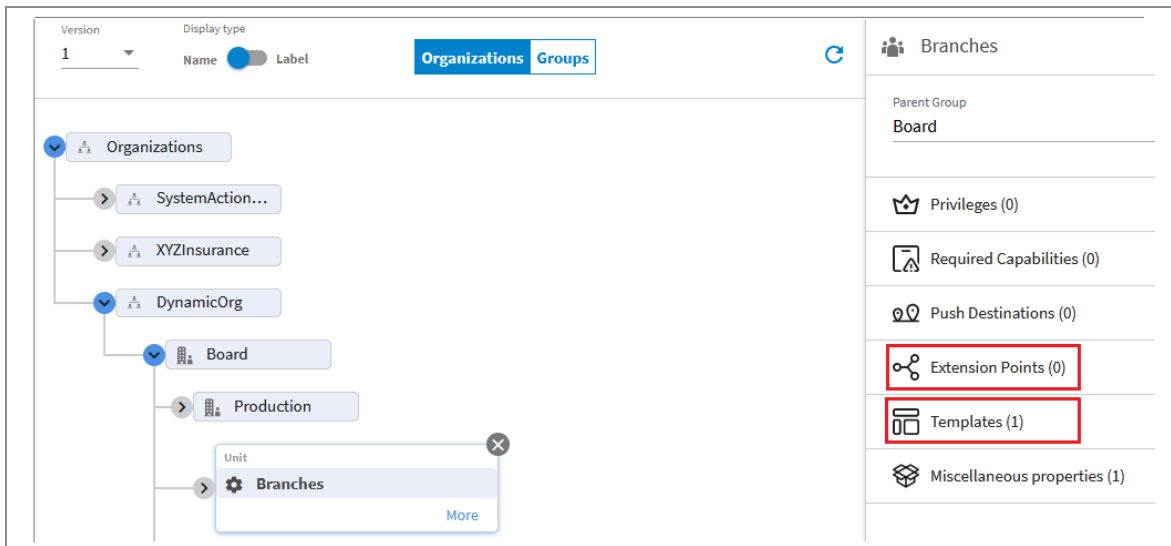 Version
1
Display type
Name Label
Organizations Groups
Organizations
SystemAction...
XYZInsurance
DynamicOrg
Board
Production
Unit
Branches
More
Branches
Parent Group
Board
Privileges (0)
Required Capabilities (0)
Push Destinations (0)
Extension Points (0)
Templates (1)
Miscellaneous properties (1)